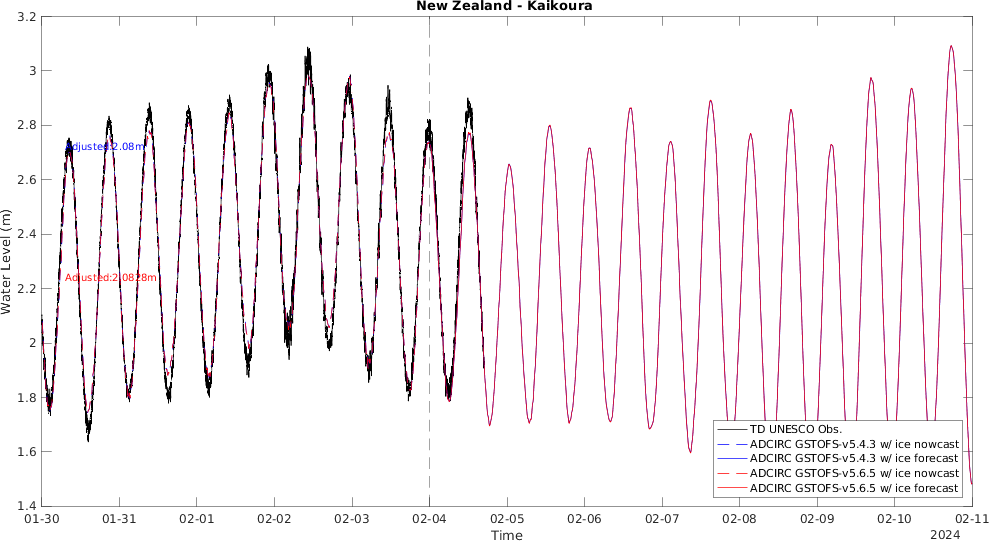 New Zealand - Kaikoura
3.2
3
2.8
2.6
2.4
2.2
2
1.8
1.6
1.4
Water Level (m)
Adjusted:2.08m
Adjusted:2.0828m
TD UNESCO Obs.
ADCIRC GSTOFS-v5.4.3 w/ ice nowcast
ADCIRC GSTOFS-v5.4.3 w/ ice forecast
ADCIRC GSTOFS-v5.6.5 w/ ice nowcast
ADCIRC GSTOFS-v5.6.5 w/ ice forecast
01-30 01-31 02-01 02-02 02-03 02-04 02-05 02-06 02-07 02-08 02-09 02-10 02-11
Time
2024